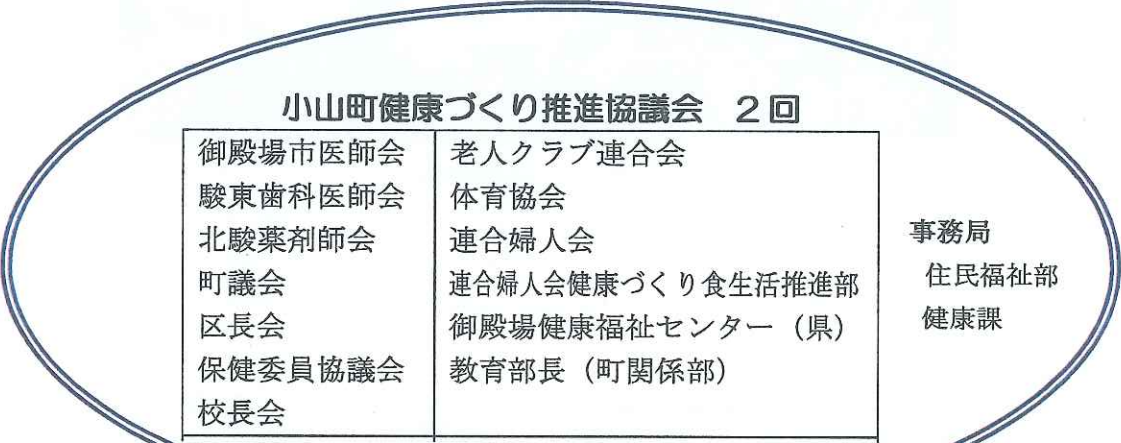 小山町健康づくり推進協議会 2回
御殿場市医師会
駿東歯科医師会
北駿薬剤師会
町議会
区長会
保健委員協議会
校長会
老人クラブ連合会
体育協会
連合婦人会
連合婦人会健康づくり食生活推進部
御殿場健康福祉センター（県）
教育部長（町関係部）
事務局
住民福祉部
健康課